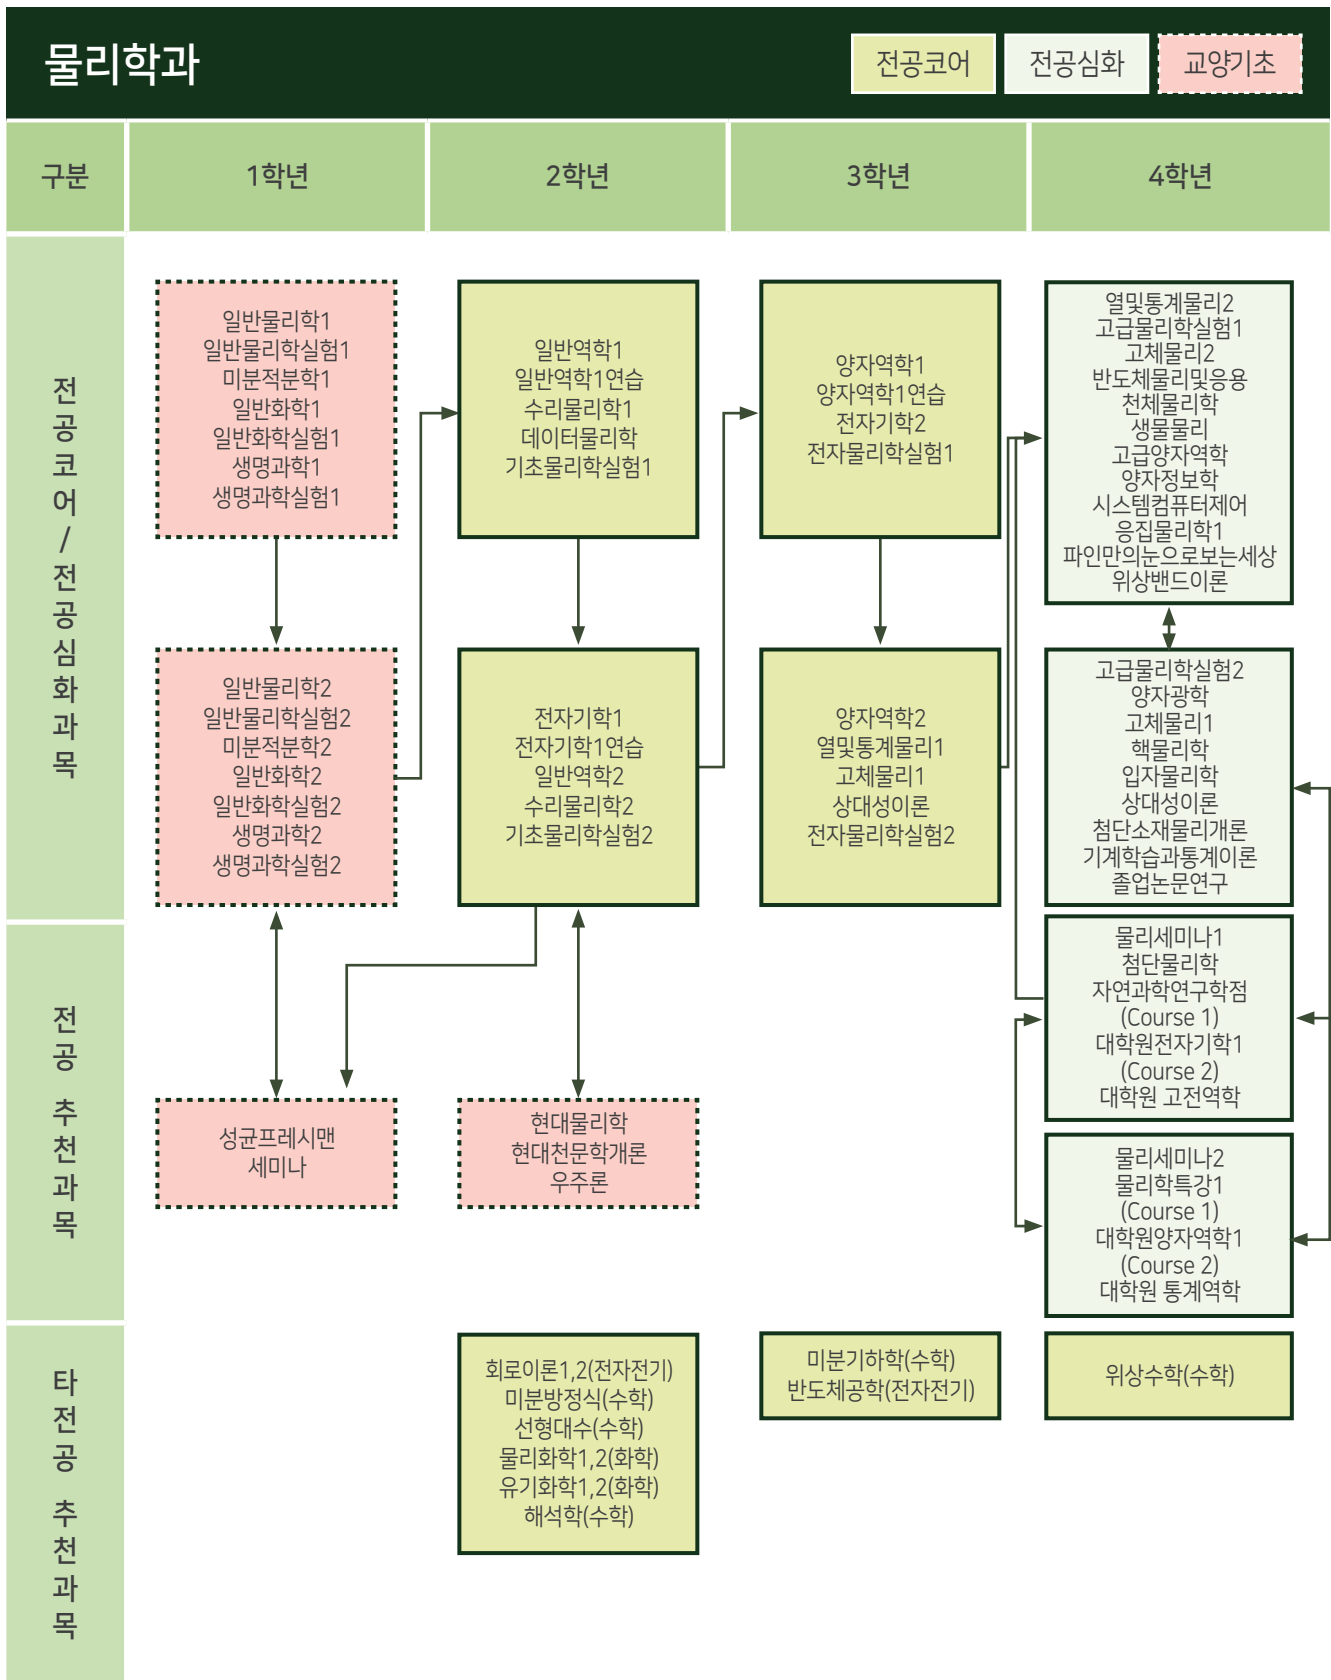 물리학과
전공코어
전공심화
교양기초
구분
1학년
2학년
3학년
4학년
전공코어/전공심화과목
일반물리학1
일반물리학실험1
미분적분학1
일반화학1
일반화학실험1
생명과학1
생명과학실험1
일반역학1
일반역학1연습
수리물리학1
데이터물리학
기초물리학실험1
양자역학1
양자역학1연습
전자기학2
전자물리학실험1
열및통계물리2
고급물리학실험1
고체물리2
반도체물리및응용
천체물리학
생물물리
고급양자역학
양자정보학
시스템컴퓨터제어
응집물리학1
파인만의눈으로보는세상
위상밴드이론
일반물리학2
일반물리학실험2
미분적분학2
일반화학2
일반화학실험2
생명과학2
생명과학실험2
전자기학1
전자기학1연습
일반역학2
수리물리학2
기초물리학실험2
양자역학2
열및통계물리1
고체물리1
상대성이론
전자물리학실험2
고급물리학실험2
양자광학
고체물리1
핵물리학
입자물리학
상대성이론
첨단소재물리개론
기계학습과통계이론
졸업논문연구
전공 추천과목
성균프레시맨
세미나
현대물리학
현대천문학개론
우주론
물리세미나1
첨단물리학
자연과학연구학점
(Course 1)
대학원전자기학1
(Course 2)
대학원 고전역학
물리세미나2
물리학특강1
(Course 1)
대학원양자역학1
(Course 2)
대학원 통계역학
타전공 추천과목
회로이론1,2(전자전기)
미분방정식(수학)
선형대수(수학)
물리화학1,2(화학)
유기화학1,2(화학)
해석학(수학)
미분기하학(수학)
반도체공학(전자전기)
위상수학(수학)